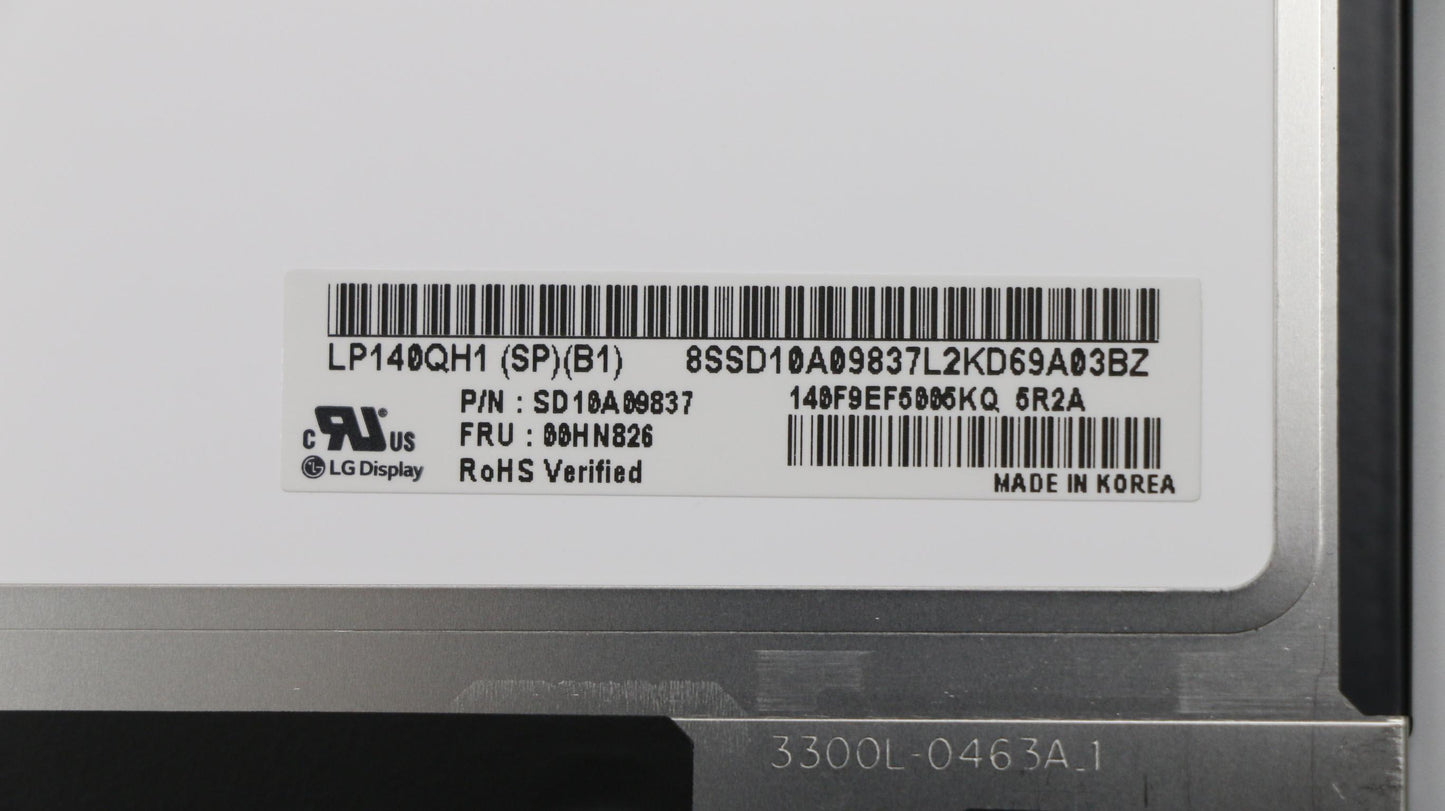 LP140QH1 (SP)(B1) 8SSD10A09837L2KD69A03BZ
P/N : SD10A09837 140F9EF5005KQ 5R2A
FRU : 00HN826
c RU® US
LG Display
RoHS Verified
MADE IN KOREA
3300L-0463A_1